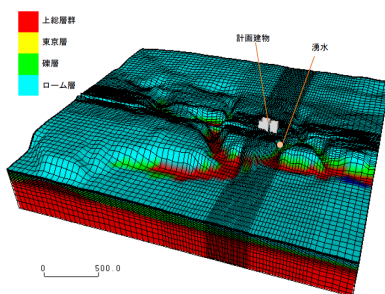 上総層群
東京層
礫層
ローム層
計画建物
湧水
0 500.0